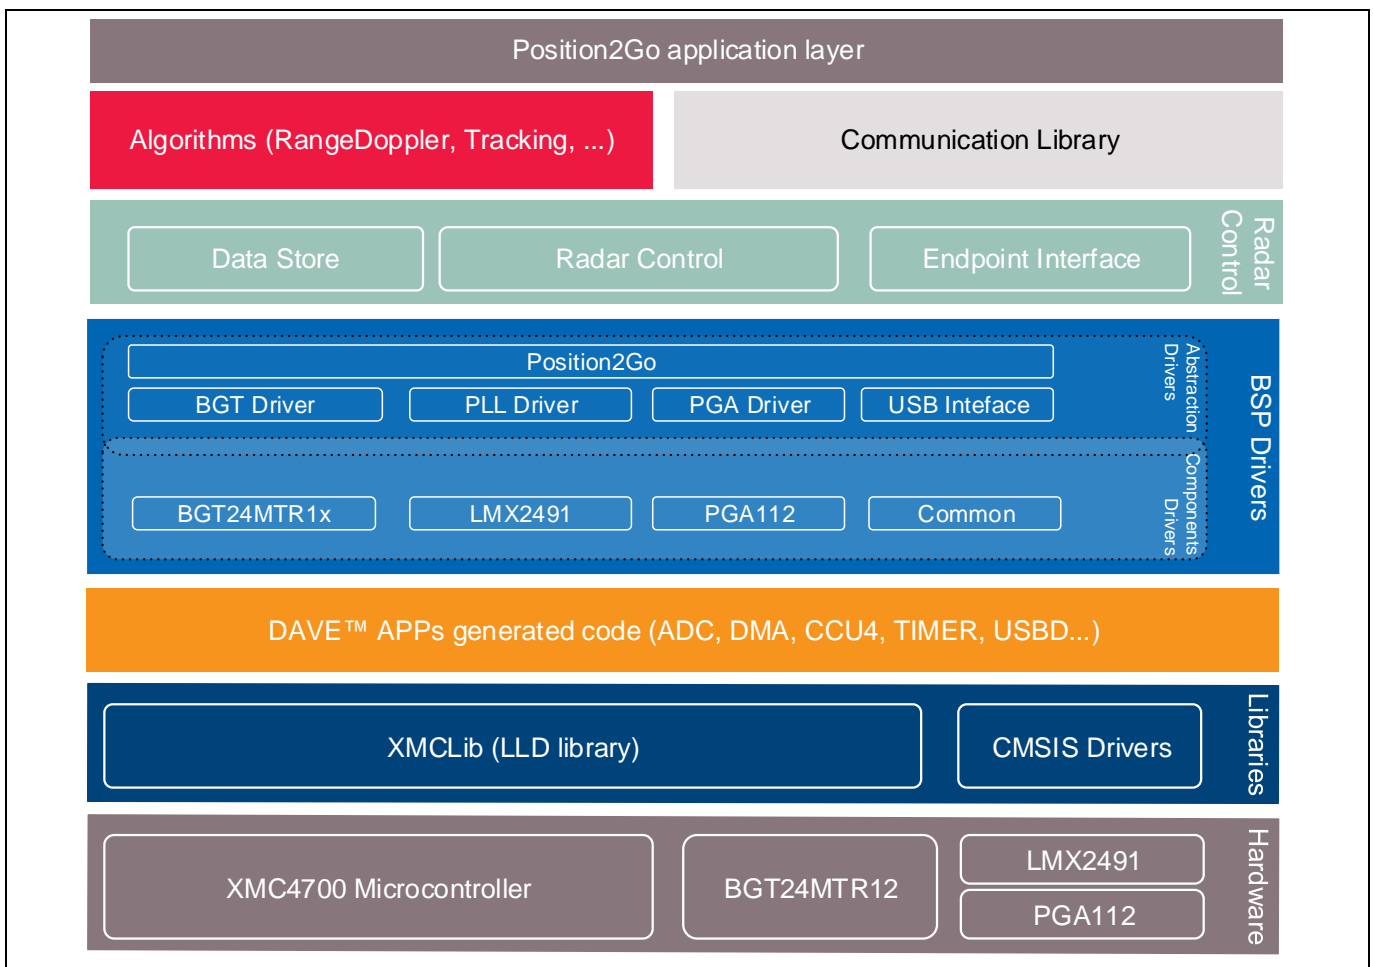 Position2Go application layer
Algorithms (RangeDoppler, Tracking, ...)
Communication Library
Data Store
Radar Control
Endpoint Interface
Radar
Control
Position2Go
BGT Driver
PLL Driver
PGA Driver
USB Inteface
Abstraction
Drivers
BGT24MTR1x
LMX2491
PGA112
Common
Components
Drivers
BSP Drivers
DAVE™ APPs generated code (ADC, DMA, CCU4, TIMER, USBD...)
XMCLib (LLD library)
CMSIS Drivers
Libraries
XMC4700 Microcontroller
BGT24MTR12
LMX2491
PGA112
Hardware